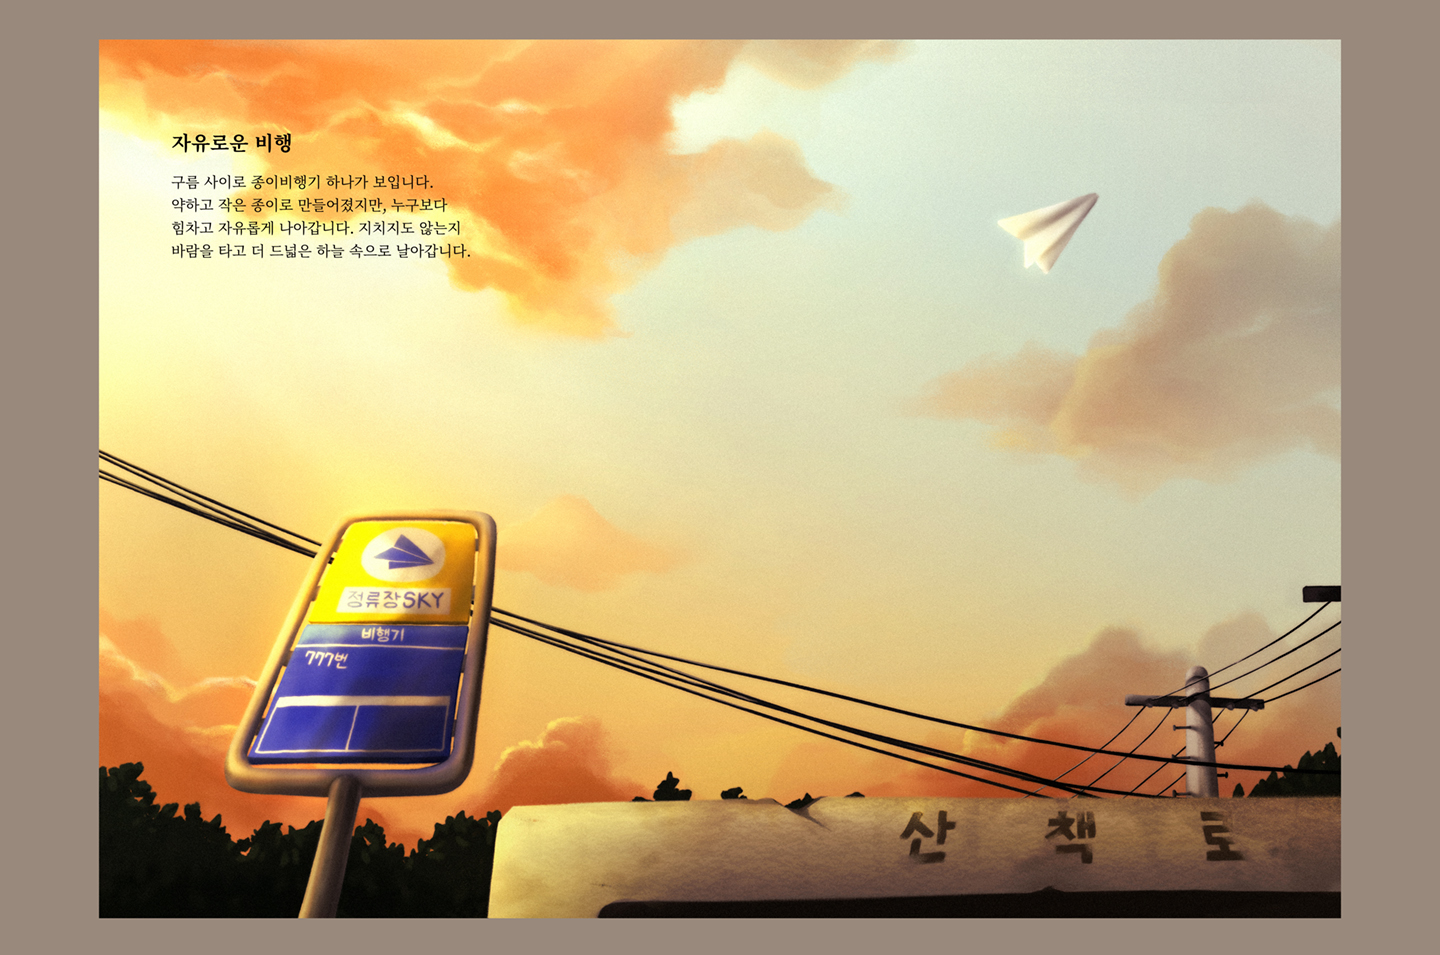 자유로운 비행
구름 사이로 종이비행기 하나가 보입니다.
약하고 작은 종이로 만들어졌지만, 누구보다
힘차고 자유롭게 나아갑니다. 지치지도 않는지
바람을 타고 더 드넓은 하늘 속으로 날아갑니다.
정류장SKY
비행기
777번
산 책 로